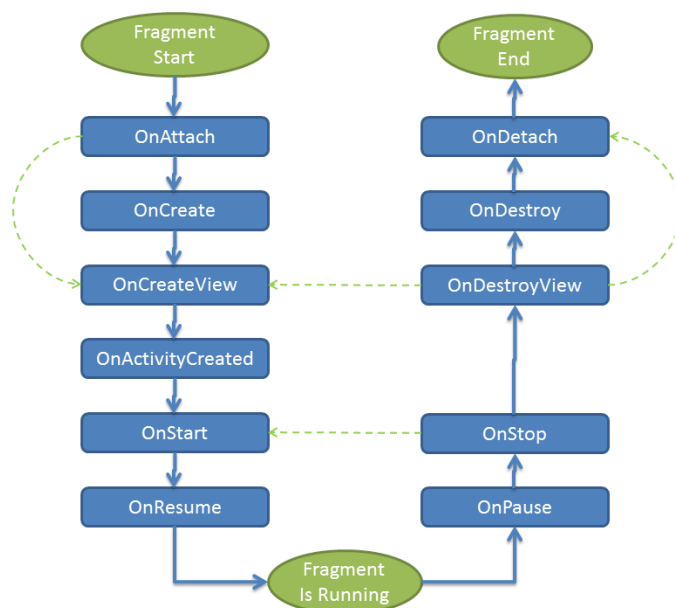 Fragment
Start
OnAttach
OnCreate
OnCreateView
OnActivityCreated
OnStart
OnResume
Fragment
Is Running
Fragment
End
OnDetach
OnDestroy
OnDestroyView
OnStop
OnPause